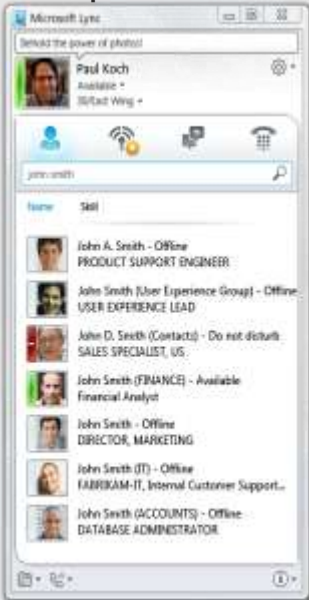 Microsoft Lync
Behold the power of photos!
Paul Koch
Available
30/East Wing
john smith
Name Skill
John A. Smith - Offline
PRODUCT SUPPORT ENGINEER
John Smith (User Experience Group) - Offline
USER EXPERIENCE LEAD
John D. Smith (Contacts) - Do not disturb
SALES SPECIALIST, US
John Smith (FINANCE) - Available
Financial Analyst
John Smith - Offline
DIRECTOR, MARKETING
John Smith (IT) - Offline
FABRIKAM-IT, Internal Customer Support...
John Smith (ACCOUNTS) - Offline
DATABASE ADMINISTRATOR